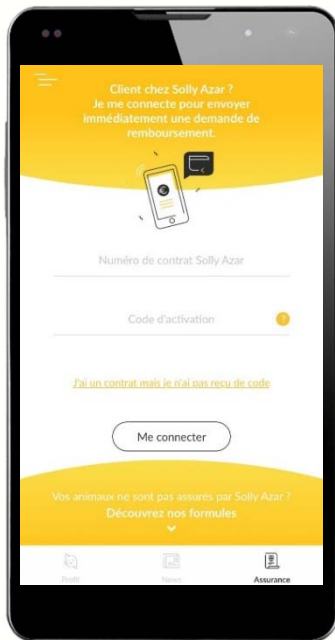 Client chez Solly Azar ?
Je me connecte pour envoyer
immédiatement une demande de
remboursement.
Numéro de contrat Solly Azar
Code d'activation ?
J'ai un contrat mais je n'ai pas reçu de code
Me connecter
Vos animaux ne sont pas assurés par Solly Azar ?
Découvrez nos formules
Profil News Assurance